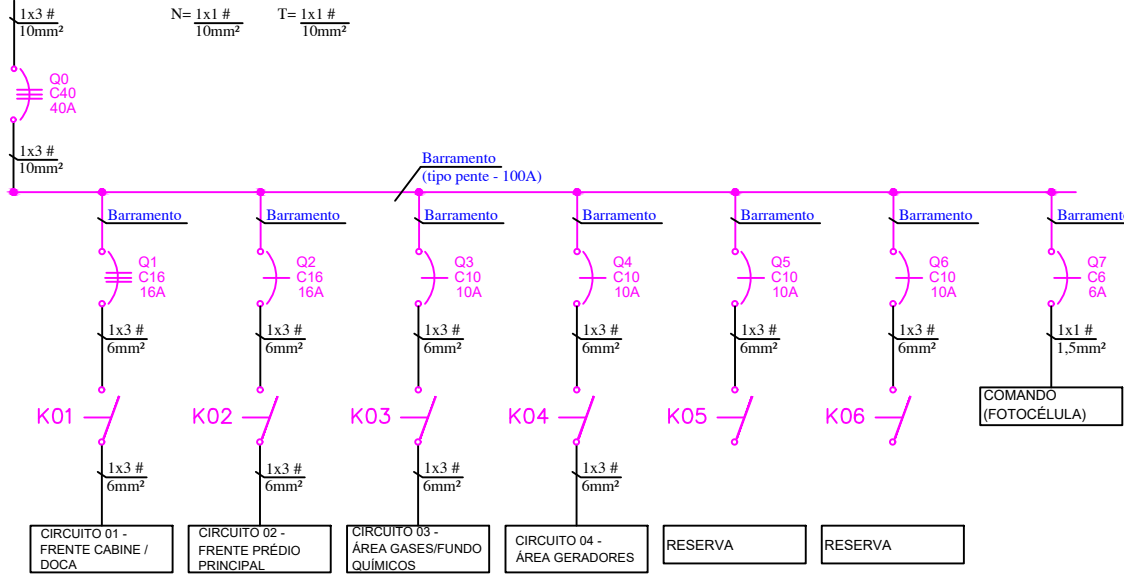 1x3 #
10mm²
N= 1x1 #
10mm²
T= 1x1 #
10mm²
Q0
C40
40A
1x3 #
10mm²
Barramento
(tipo pente - 100A)
Barramento
Barramento
Barramento
Barramento
Barramento
Barramento
Barramento
Q1
C16
16A
Q2
C16
16A
Q3
C10
10A
Q4
C10
10A
Q5
C10
10A
Q6
C10
10A
Q7
C6
6A
1x3 #
6mm²
1x3 #
6mm²
1x3 #
6mm²
1x3 #
6mm²
1x3 #
6mm²
1x3 #
6mm²
1x1 #
1,5mm²
COMANDO
(FOTOCÉLULA)
K01
K02
K03
K04
K05
K06
1x3 #
6mm²
1x3 #
6mm²
1x3 #
6mm²
1x3 #
6mm²
CIRCUITO 01 -
FRENTE CABINE /
DOCA
CIRCUITO 02 -
FRENTE PRÉDIO
PRINCIPAL
CIRCUITO 03 -
ÁREA GASES/FUNDO
QUÍMICOS
CIRCUITO 04 -
ÁREA GERADORES
RESERVA
RESERVA